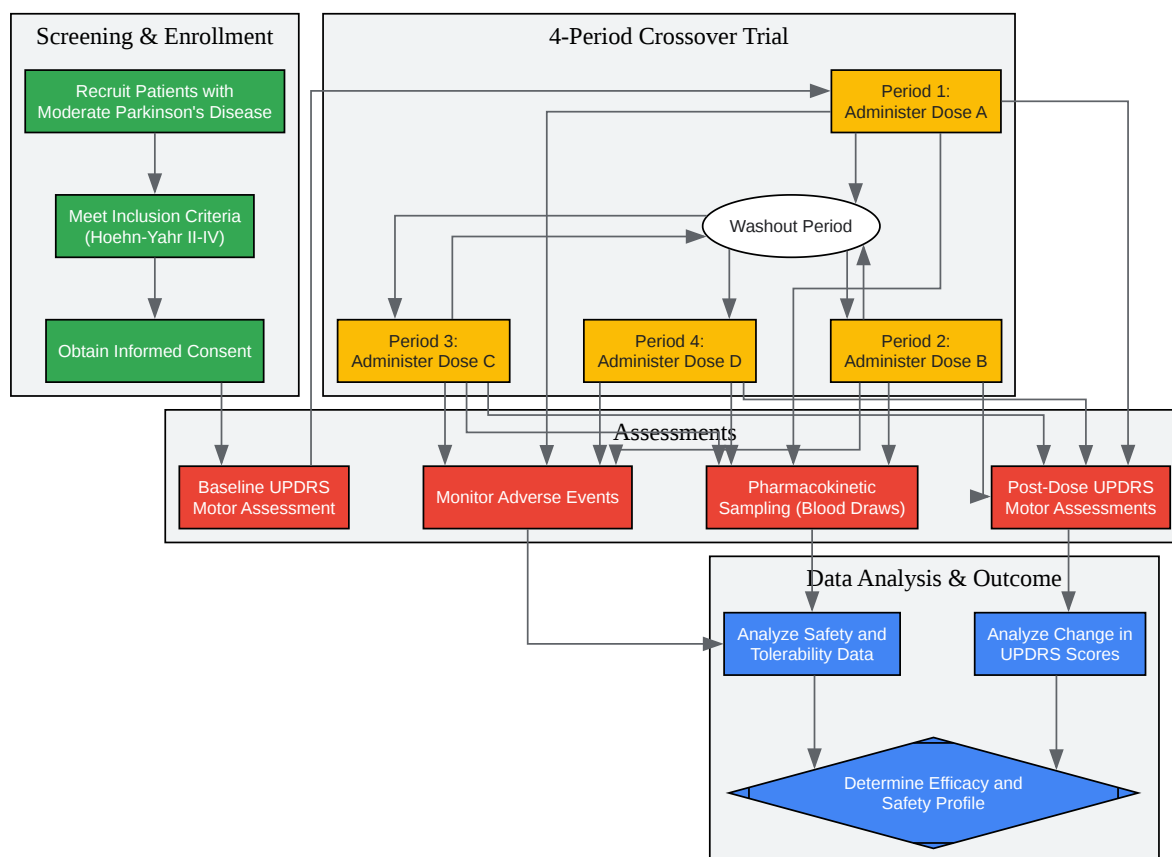 Screening & Enrollment
Recruit Patients with
Moderate Parkinson's Disease
Meet Inclusion Criteria
(Hoehn-Yahr II-IV)
Obtain Informed Consent
4-Period Crossover Trial
Period 1:
Administer Dose A
Washout Period
Period 3:
Administer Dose C
Period 4:
Administer Dose D
Period 2:
Administer Dose B
Assessments
Baseline UPDRS
Motor Assessment
Monitor Adverse Events
Pharmacokinetic
Sampling (Blood Draws)
Post-Dose UPDRS
Motor Assessments
Data Analysis & Outcome
Analyze Safety and
Tolerability Data
Analyze Change in
UPDRS Scores
Determine Efficacy and
Safety Profile